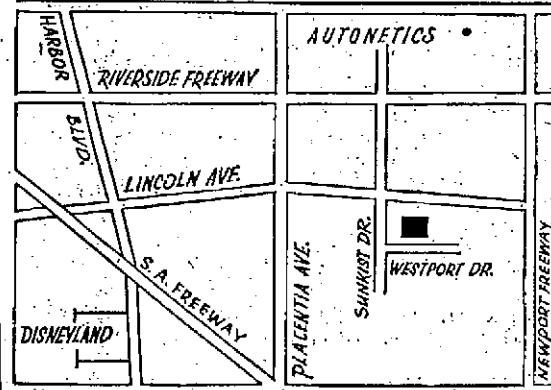 HARBOR
BLVD.
AUTONETICS
RIVERSIDE FREEWAY
LINCOLN AVE.
S.A. FREEWAY
DISNEYLAND
PLACENTIA AVE.
SUNKIST DR.
WESTPORT DR.
NEWPORT FREEWAY